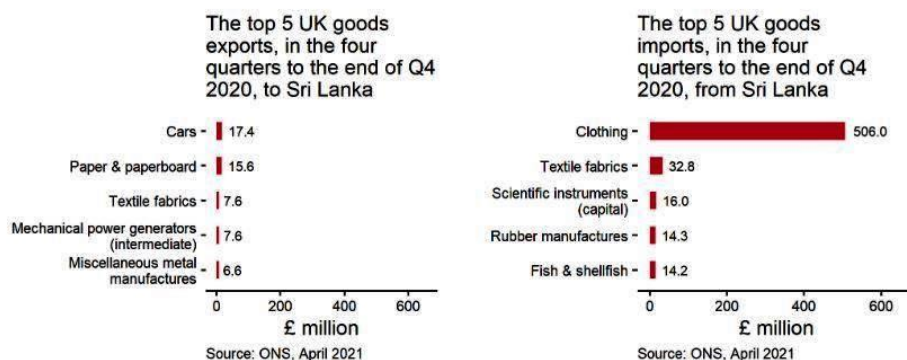 The top 5 UK goods
exports, in the four
quarters to the end of Q4
2020, to Sri Lanka
Cars
17.4
Paper & paperboard
15.6
Textile fabrics
7.6
Mechanical power generators
(intermediate)
7.6
Miscellaneous metal
manufactures
6.6
0 200 400 600
£ million
Source: ONS, April 2021
The top 5 UK goods
imports, in the four
quarters to the end of Q4
2020, from Sri Lanka
Clothing
506.0
Textile fabrics
32.8
Scientific instruments
(capital)
16.0
Rubber manufactures
14.3
Fish & shellfish
14.2
0 200 400 600
£ million
Source: ONS, April 2021